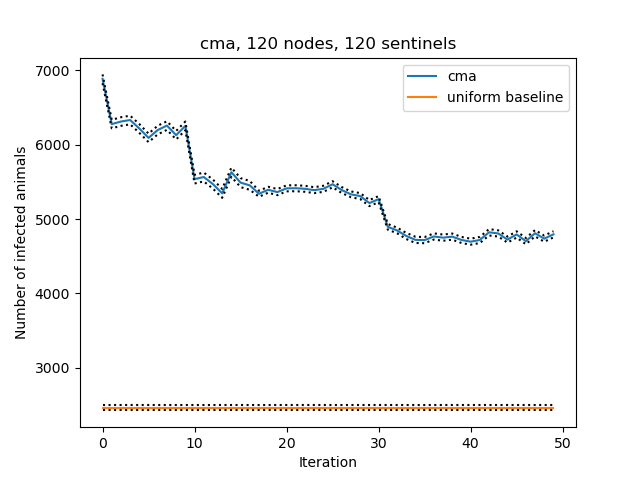 cma, 120 nodes, 120 sentinels
cma
uniform baseline
7000
6000
5000
4000
3000
Number of infected animals
0 10 20 30 40 50
Iteration